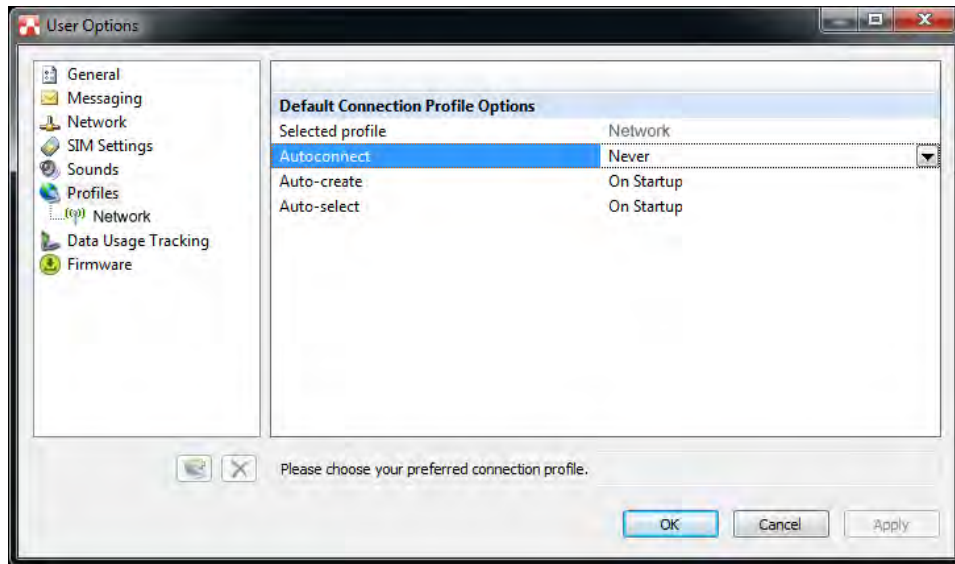 User Options
General
Messaging
Network
SIM Settings
Sounds
Profiles
Network
Data Usage Tracking
Firmware
Default Connection Profile Options
Selected profile Network
Autoconnect Never
Auto-create On Startup
Auto-select On Startup
Please choose your preferred connection profile.
OK Cancel Apply